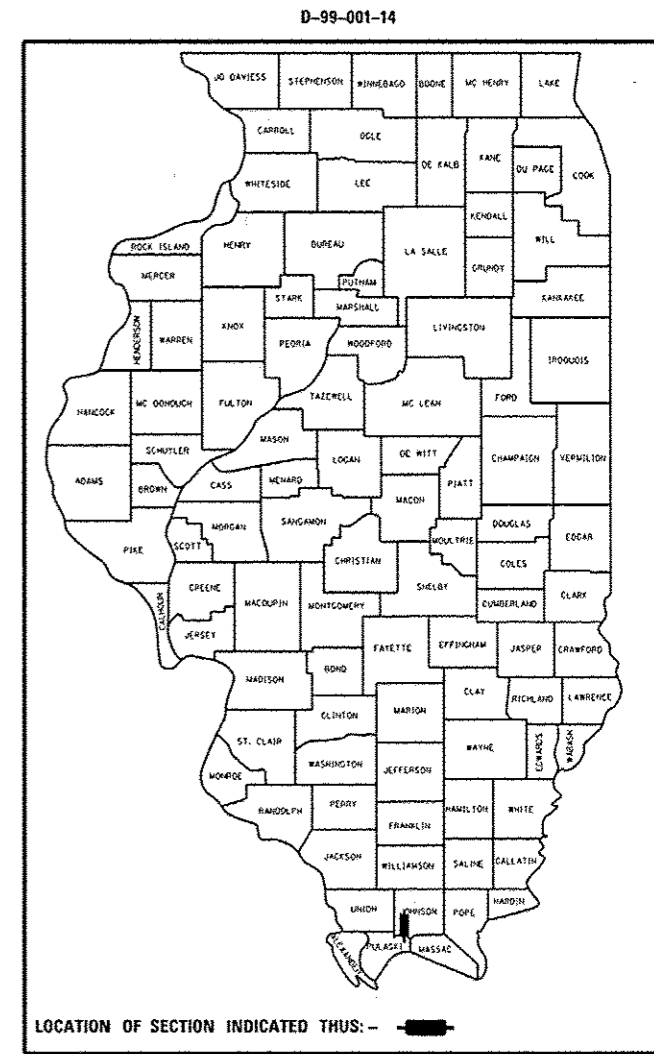 D-99-001-14
JO DAVIESS STEPHENSON WINNEBAGO BOONE MC HENRY LAKE
CARROLL OGLE DE KALB KANE DU PAGE COOK
WHITESIDE LEE
KENDALL WILL
ROCK ISLAND HENRY BUREAU LA SALLE GRUNDY
MERCER PUTNAM KANKAKEE
HENDERSON WARREN KNOX STARK MARSHALL LIVINGSTON
PEORIA WOODFORD IROQUOIS
HANCOCK MC DONOUGH FULTON TAZEWELL MC LEAN FORD
MASON
ADAMS SCHUYLER LOGAN DE WITT CHAMPAIGN VERMILION
BROWN CASS MENARD PIATT
MACON
PIKE SCOTT MORGAN SANGAMON MOULTRIE DOUGLAS EDGAR
CHRISTIAN COLES
CALHOUN GREENE MACOUPIN MONTGOMERY SHELBY CUMBERLAND CLARK
JERSEY
FAYETTE EFFINGHAM JASPER CRAWFORD
MADISON BOND
CLAY RICHLAND LAWRENCE
CLINTON MARION
ST. CLAIR WAYNE EDWARDS WABASH
MONROE WASHINGTON JEFFERSON
RANDOLPH PERRY HAMILTON WHITE
FRANKLIN
JACKSON WILLIAMSON SALINE GALLATIN
UNION JOHNSON POPE HARDIN
ALEXANDER PULASKI MASSAC
LOCATION OF SECTION INDICATED THUS: -